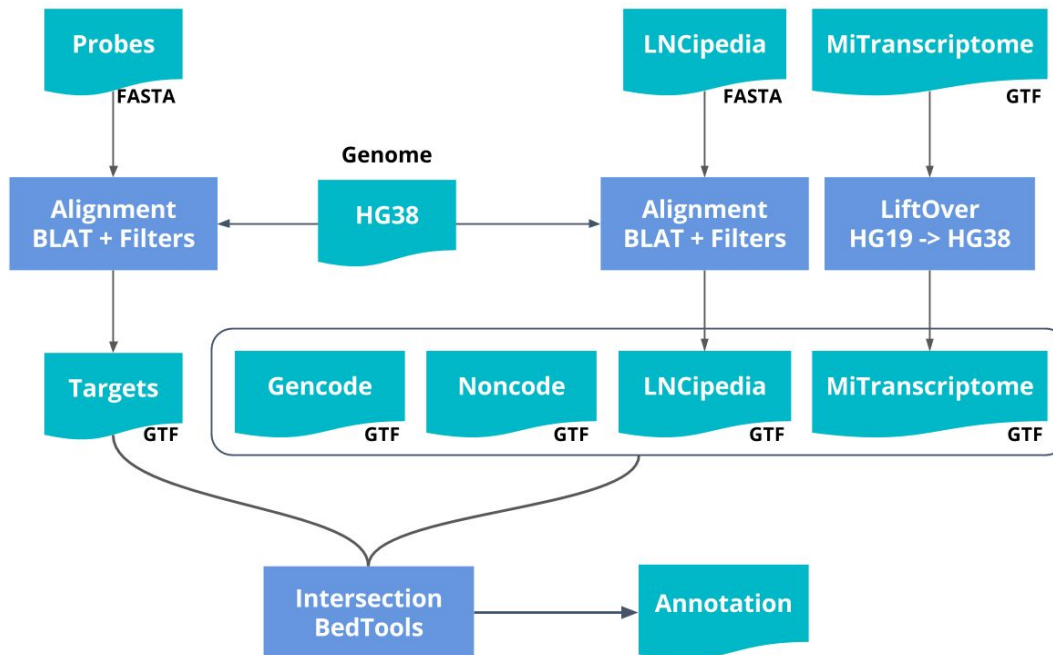 Probes
FASTA
LNCipedia
FASTA
MiTranscriptome
GTF
Genome
HG38
Alignment
BLAT + Filters
Alignment
BLAT + Filters
LiftOver
HG19 -> HG38
Targets
GTF
Gencode
GTF
Noncode
GTF
LNCipedia
GTF
MiTranscriptome
GTF
Intersection
BedTools
Annotation